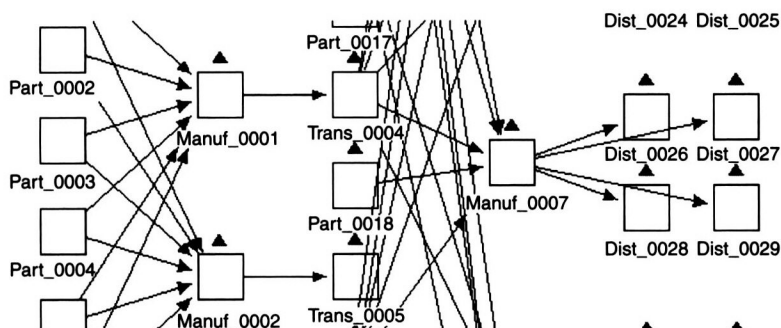 Dist_0024 Dist_0025
Part_0017
Part_0002
Manuf_0001
Trans_0004
Dist_0026 Dist_0027
Part_0003
Manuf_0007
Part_0018
Dist_0028 Dist_0029
Part_0004
Manuf_0002
Trans_0005